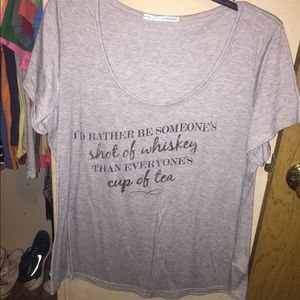 I'D RATHER BE SOMEONE'S
shot of whiskey
THAN EVERYONE'S
cup of tea